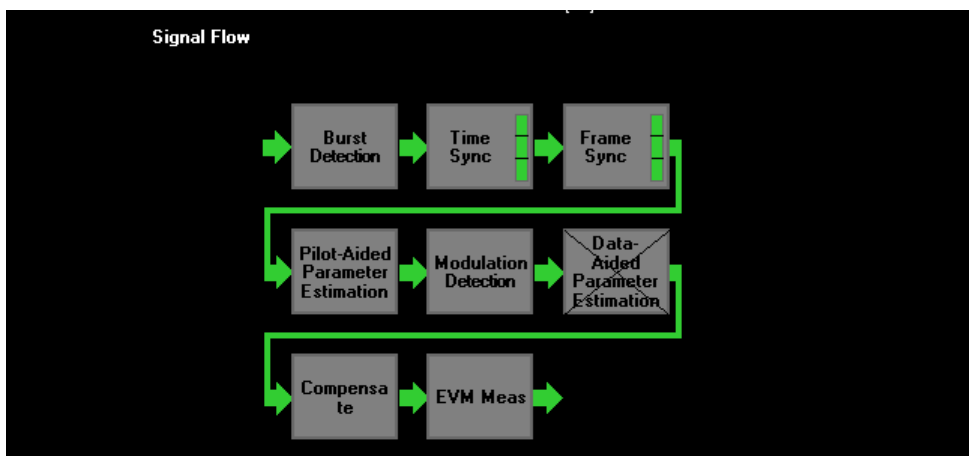 Signal Flow
Burst
Detection
Time
Sync
Frame
Sync
Pilot-Aided
Parameter
Estimation
Modulation
Detection
Data-
Aided
Parameter
Estimation
Compensa
te
EVM Meas